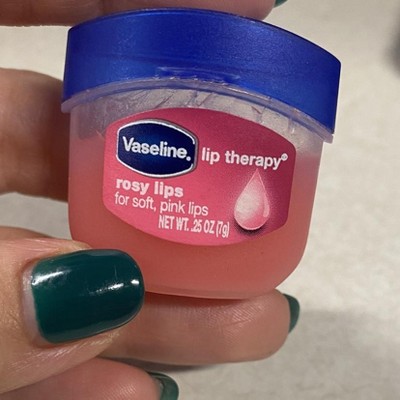 Vaseline.
lip therapy®
rosy lips
for soft, pink lips
NET WT. .25 OZ (7g)